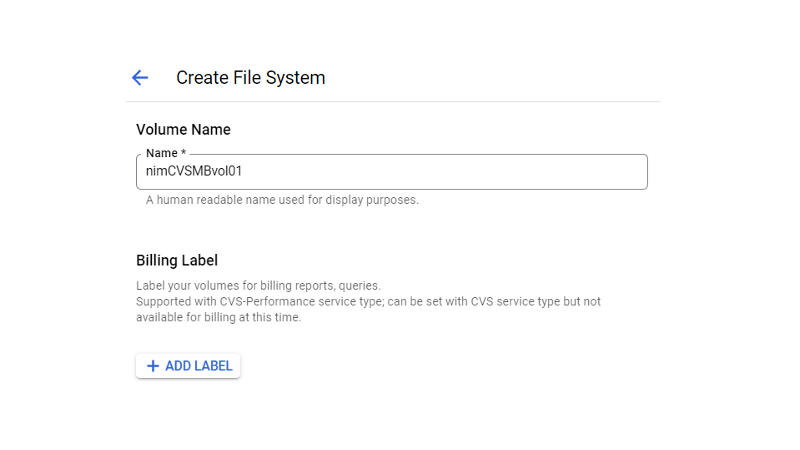 Create File System
Volume Name
Name *
nimCVSMBvol01
A human readable name used for display purposes.
Billing Label
Label your volumes for billing reports, queries.
Supported with CVS-Performance service type; can be set with CVS service type but not
available for billing at this time.
+ ADD LABEL